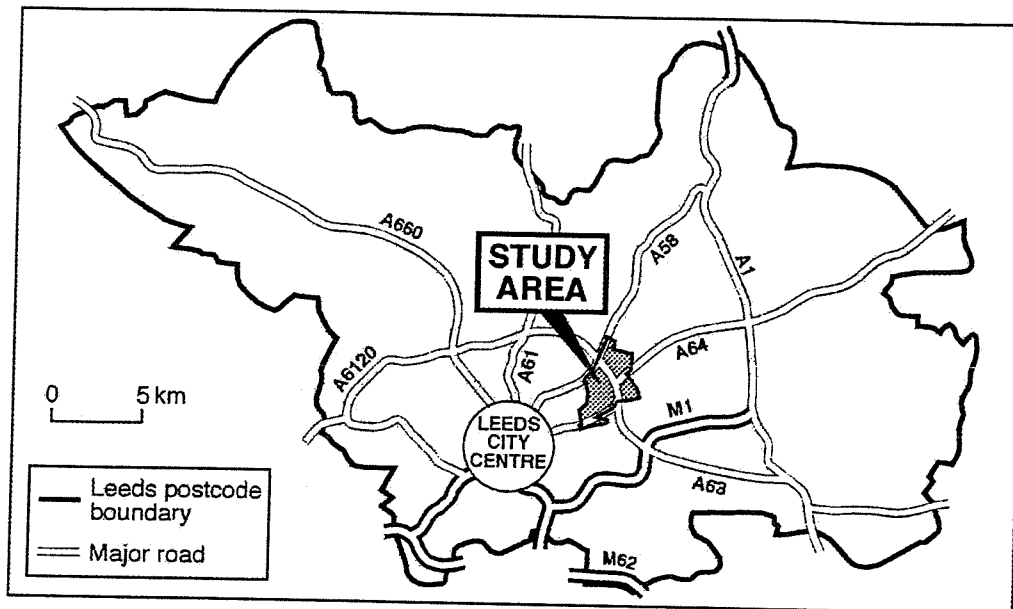 A660
STUDY
AREA
A58
A1
A6120
A61
A64
0 5 km
LEEDS
CITY
CENTRE
M1
A63
Leeds postcode
boundary
Major road
M62